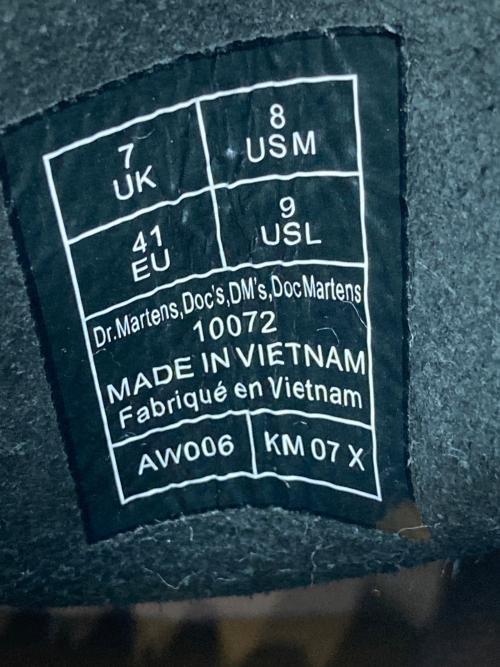 7 UK
8 USM
41 EU
9 USL
Dr.Martens,Doc's,DM's,DocMartens
10072
MADE IN VIETNAM
Fabriqué en Vietnam
AW006 KM 07 X